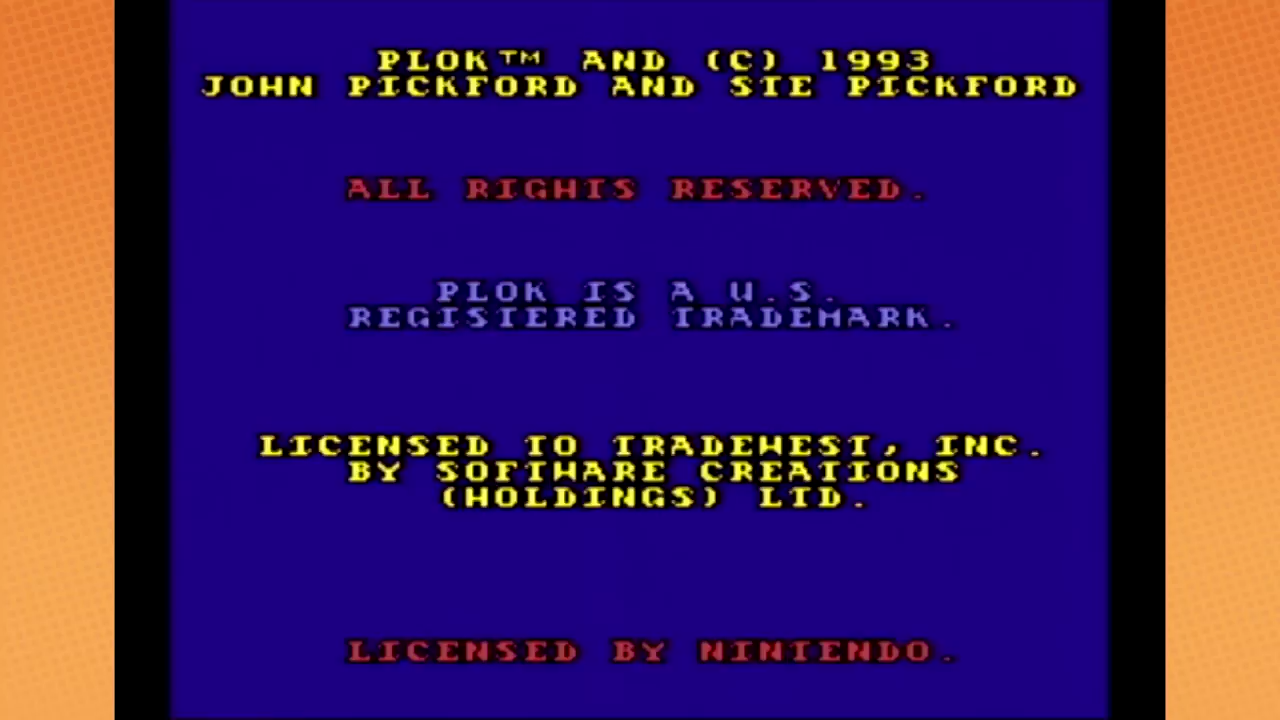 PLOK™ AND (C) 1993
JOHN PICKFORD AND STE PICKFORD
ALL RIGHTS RESERVED.
PLOK IS A U.S.
REGISTERED TRADEMARK.
LICENSED TO TRADEWEST, INC.
BY SOFTWARE CREATIONS
(HOLDINGS) LTD.
LICENSED BY NINTENDO.